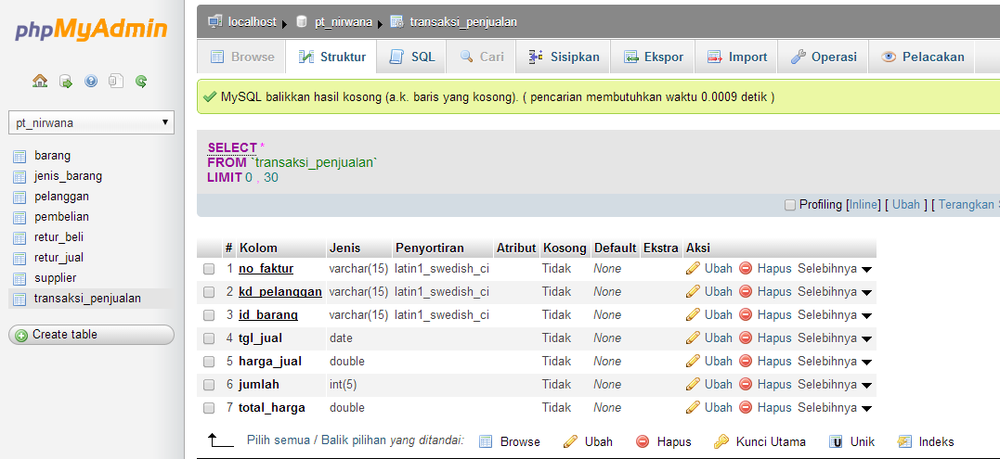 phpMyAdmin
pt_nirwana
barang
jenis_barang
pelanggan
pembelian
retur_beli
retur_jual
supplier
transaksi_penjualan
Create table
localhost pt_nirwana transaksi_penjualan
Browse Struktur SQL Cari Sisipkan Ekspor Import Operasi Pelacakan
MySQL balikkan hasil kosong (a.k. baris yang kosong). ( pencarian membutuhkan waktu 0.0009 detik )
SELECT *
FROM `transaksi_penjualan`
LIMIT 0 , 30
Profiling [Inline] [ Ubah ] [ Terangkan S
# Kolom Jenis Penyortiran Atribut Kosong Default Ekstra Aksi
1 no_faktur varchar(15) latin1_swedish_ci Tidak None Ubah Hapus Selebihnya
2 kd_pelanggan varchar(15) latin1_swedish_ci Tidak None Ubah Hapus Selebihnya
3 id_barang varchar(15) latin1_swedish_ci Tidak None Ubah Hapus Selebihnya
4 tgl_jual date Tidak None Ubah Hapus Selebihnya
5 harga_jual double Tidak None Ubah Hapus Selebihnya
6 jumlah int(5) Tidak None Ubah Hapus Selebihnya
7 total_harga double Tidak None Ubah Hapus Selebihnya
Pilih semua / Balik pilihan yang ditandai: Browse Ubah Hapus Kunci Utama U Unik Indeks